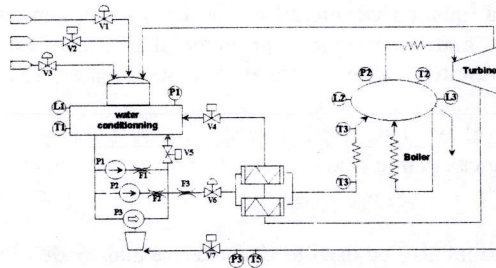 V1
V2
V3
P1
L1
T1
water
conditionning
V4
V5
P1
F1
P2
F2
F3
V6
P3
V7
P3
T5
P2
T2
Turbine
L2
L3
T3
Boiler
T3